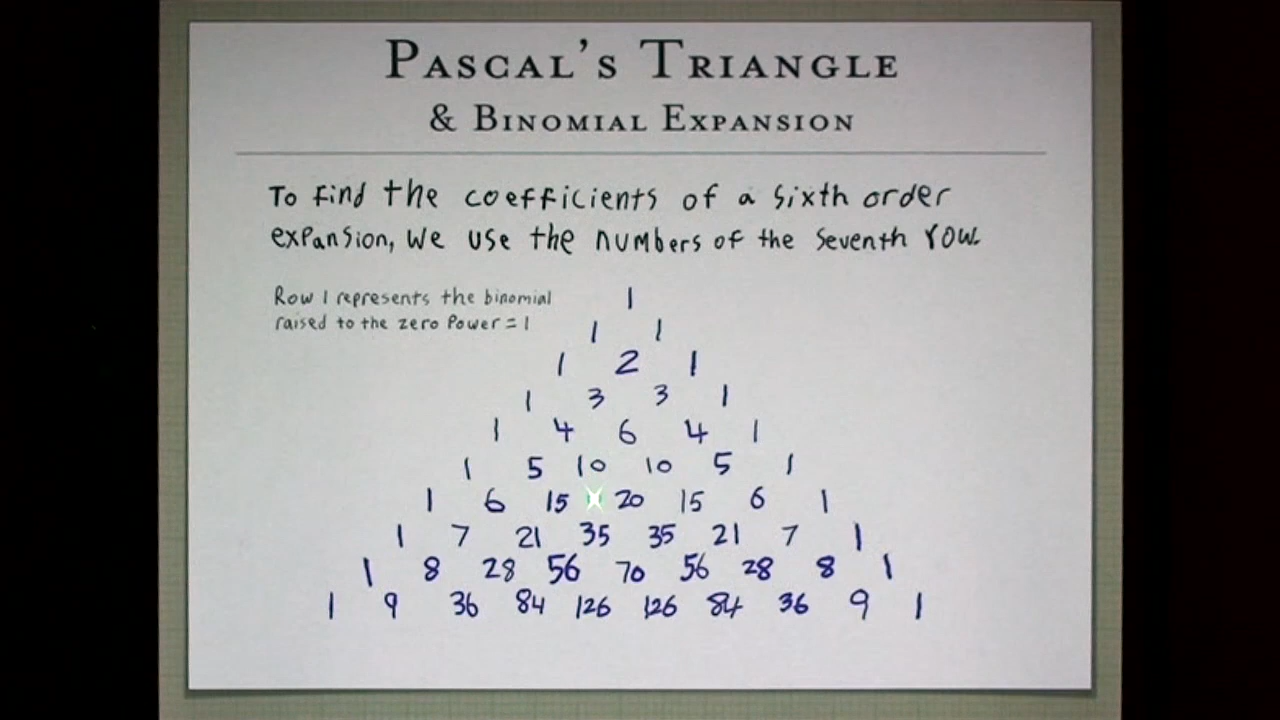 PASCAL'S TRIANGLE
& BINOMIAL EXPANSION
To find the coefficients of a sixth order
expansion, we use the numbers of the seventh row.
Row 1 represents the binomial
raised to the zero Power = 1
1
1 1
1 2 1
1 3 3 1
1 4 6 4 1
1 5 10 10 5 1
1 6 15 20 15 6 1
1 7 21 35 35 21 7 1
1 8 28 56 70 56 28 8 1
1 9 36 84 126 126 84 36 9 1